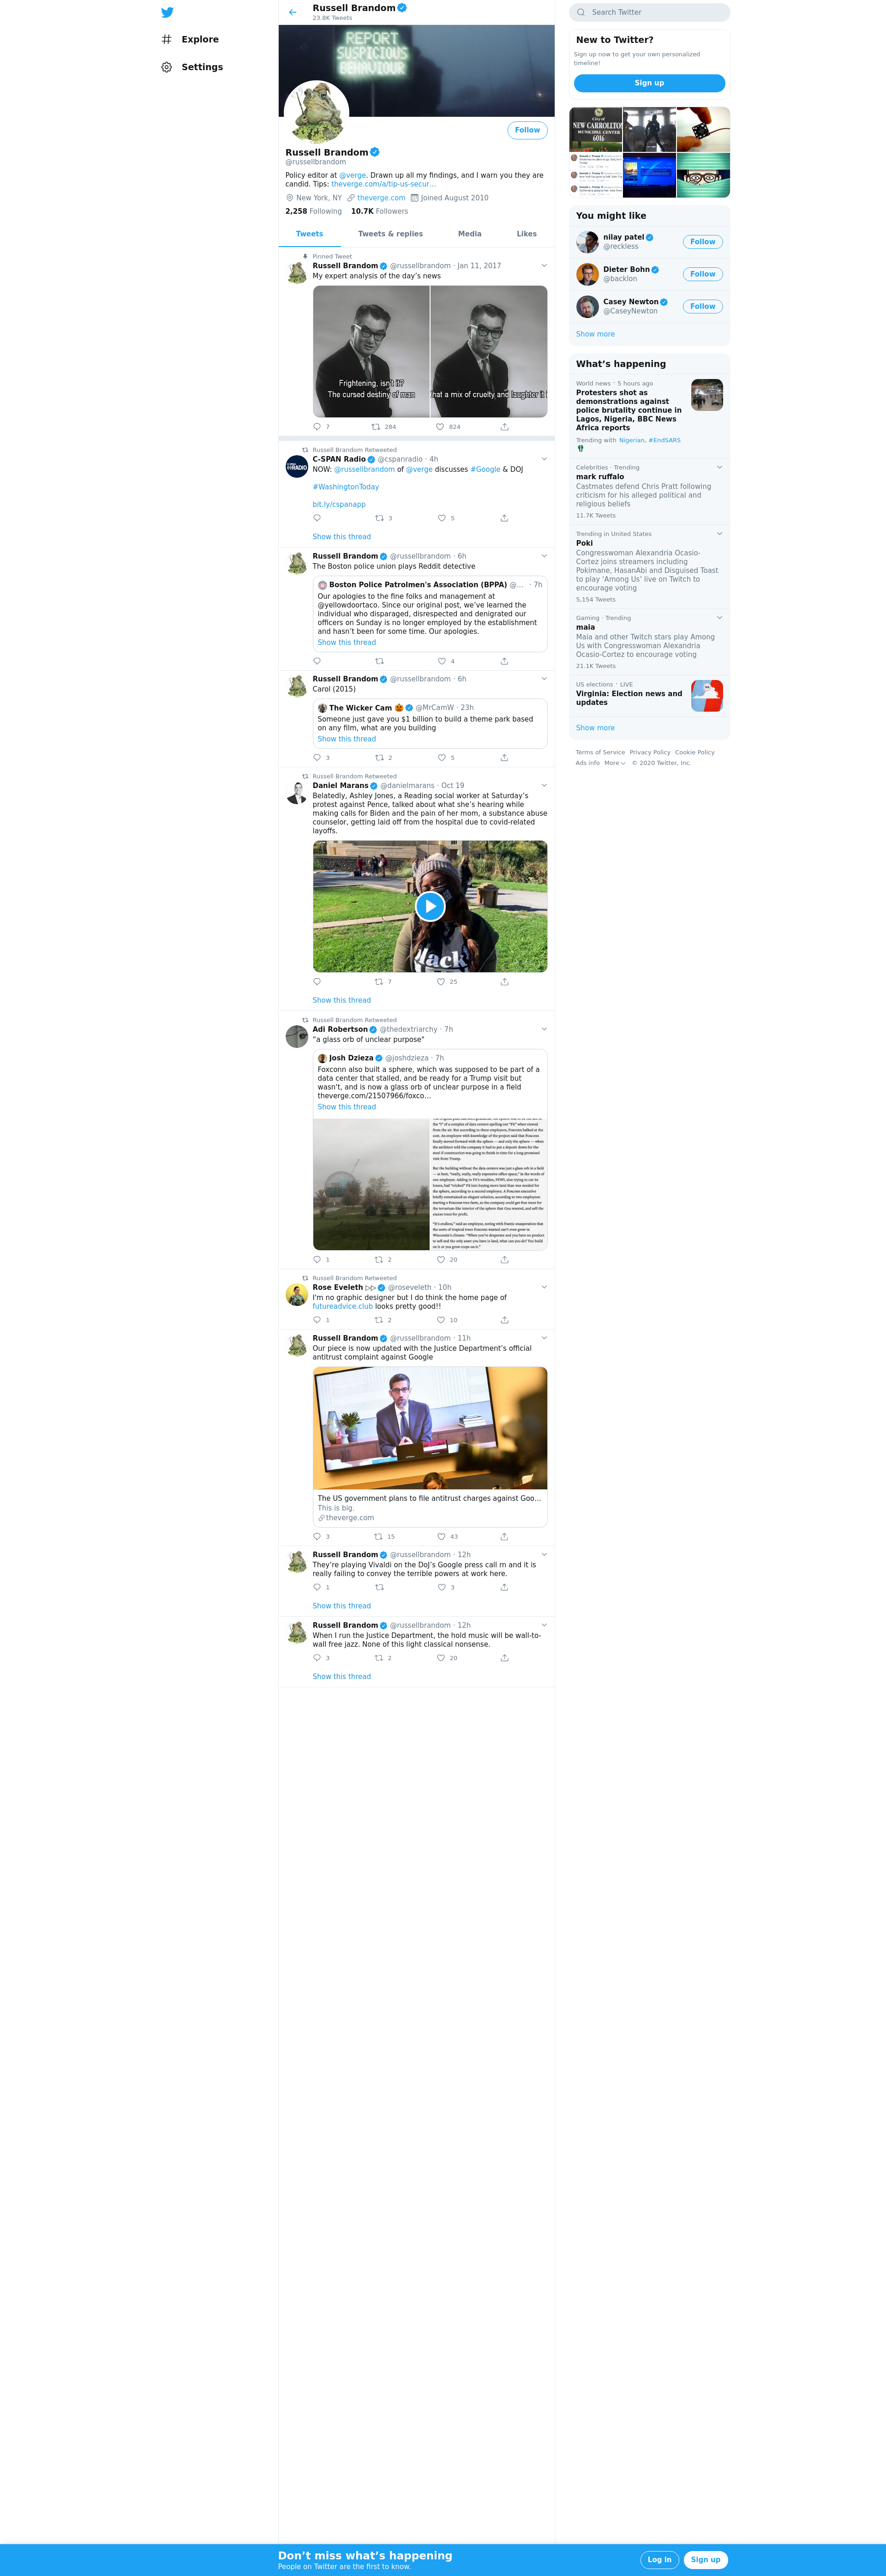 Explore
Settings
Russell Brandom
23.8K Tweets
REPORT
SUSPICIOUS
BEHAVIOUR
Follow
Russell Brandom
@russellbrandom
Policy editor at @verge. Drawn up all my findings, and I warn you they are
candid. Tips: theverge.com/a/tip-us-secur…
New York, NY theverge.com Joined August 2010
2,258 Following 10.7K Followers
Tweets Tweets & replies Media Likes
Pinned Tweet
Russell Brandom @russellbrandom · Jan 11, 2017
My expert analysis of the day's news
Frightening, isn't it?
The cursed destiny of man
that a mix of cruelty and laughter it i
7 284 824
Russell Brandom Retweeted
C-SPAN Radio @cspanradio · 4h
NOW: @russellbrandom of @verge discusses #Google & DOJ
#WashingtonToday
bit.ly/cspanapp
3 5
Show this thread
Russell Brandom @russellbrandom · 6h
The Boston police union plays Reddit detective
Boston Police Patrolmen's Association (BPPA) @… · 7h
Our apologies to the fine folks and management at
@yellowdoortaco. Since our original post, we've learned the
individual who disparaged, disrespected and denigrated our
officers on Sunday is no longer employed by the establishment
and hasn't been for some time. Our apologies.
Show this thread
4
Russell Brandom @russellbrandom · 6h
Carol (2015)
The Wicker Cam 🎃 @MrCamW · 23h
Someone just gave you $1 billion to build a theme park based
on any film, what are you building
Show this thread
3 2 5
Russell Brandom Retweeted
Daniel Marans @danielmarans · Oct 19
Belatedly, Ashley Jones, a Reading social worker at Saturday's
protest against Pence, talked about what she's hearing while
making calls for Biden and the pain of her mom, a substance abuse
counselor, getting laid off from the hospital due to covid-related
layoffs.
7 25
Show this thread
Russell Brandom Retweeted
Adi Robertson @thedextriarchy · 7h
"a glass orb of unclear purpose"
Josh Dzieza @joshdzieza · 7h
Foxconn also built a sphere, which was supposed to be part of a
data center that stalled, and be ready for a Trump visit but
wasn't, and is now a glass orb of unclear purpose in a field
theverge.com/21507966/foxco…
Show this thread
1 2 20
Russell Brandom Retweeted
Rose Eveleth ▷▷ @roseveleth · 10h
I'm no graphic designer but I do think the home page of
futureadvice.club looks pretty good!!
1 2 10
Russell Brandom @russellbrandom · 11h
Our piece is now updated with the Justice Department's official
antitrust complaint against Google
The US government plans to file antitrust charges against Goo…
This is big.
theverge.com
3 15 43
Russell Brandom @russellbrandom · 12h
They're playing Vivaldi on the DoJ's Google press call rn and it is
really failing to convey the terrible powers at work here.
1 3
Show this thread
Russell Brandom @russellbrandom · 12h
When I run the Justice Department, the hold music will be wall-to-
wall free jazz. None of this light classical nonsense.
3 2 20
Show this thread
Search Twitter
New to Twitter?
Sign up now to get your own personalized
timeline!
Sign up
City of
NEW CARROLLTON
MUNICIPAL CENTER
6016
You might like
nilay patel
@reckless
Follow
Dieter Bohn
@backlon
Follow
Casey Newton
@CaseyNewton
Follow
Show more
What's happening
World news · 5 hours ago
Protesters shot as
demonstrations against
police brutality continue in
Lagos, Nigeria, BBC News
Africa reports
Trending with Nigerian, #EndSARS
Celebrities · Trending
mark ruffalo
Castmates defend Chris Pratt following
criticism for his alleged political and
religious beliefs
11.7K Tweets
Trending in United States
Poki
Congresswoman Alexandria Ocasio-
Cortez joins streamers including
Pokimane, HasanAbi and Disguised Toast
to play 'Among Us' live on Twitch to
encourage voting
5,154 Tweets
Gaming · Trending
maia
Maia and other Twitch stars play Among
Us with Congresswoman Alexandria
Ocasio-Cortez to encourage voting
21.1K Tweets
US elections · LIVE
Virginia: Election news and
updates
Show more
Terms of Service Privacy Policy Cookie Policy
Ads info More © 2020 Twitter, Inc.
Don't miss what's happening
People on Twitter are the first to know.
Log in
Sign up